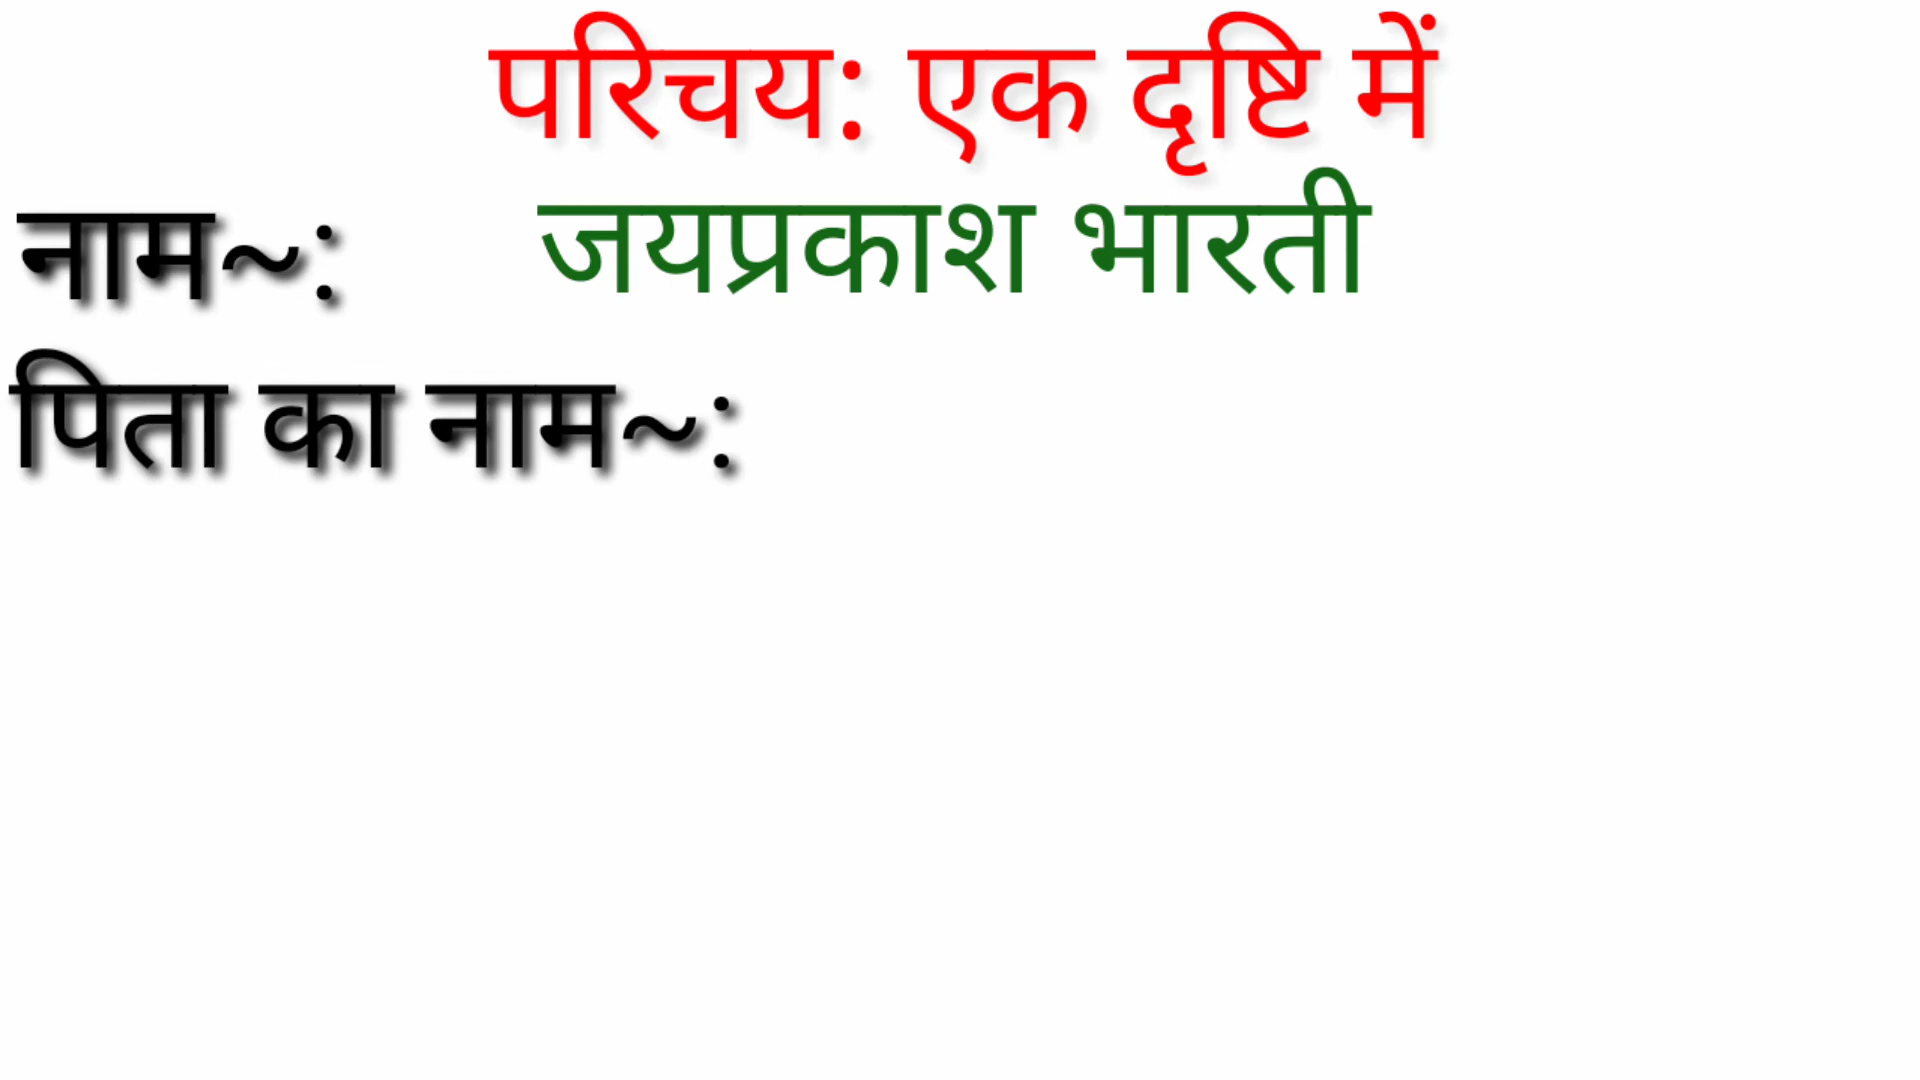 परिचय: एक दृष्टि में
नाम~: जयप्रकाश भारती
पिता का नाम~: